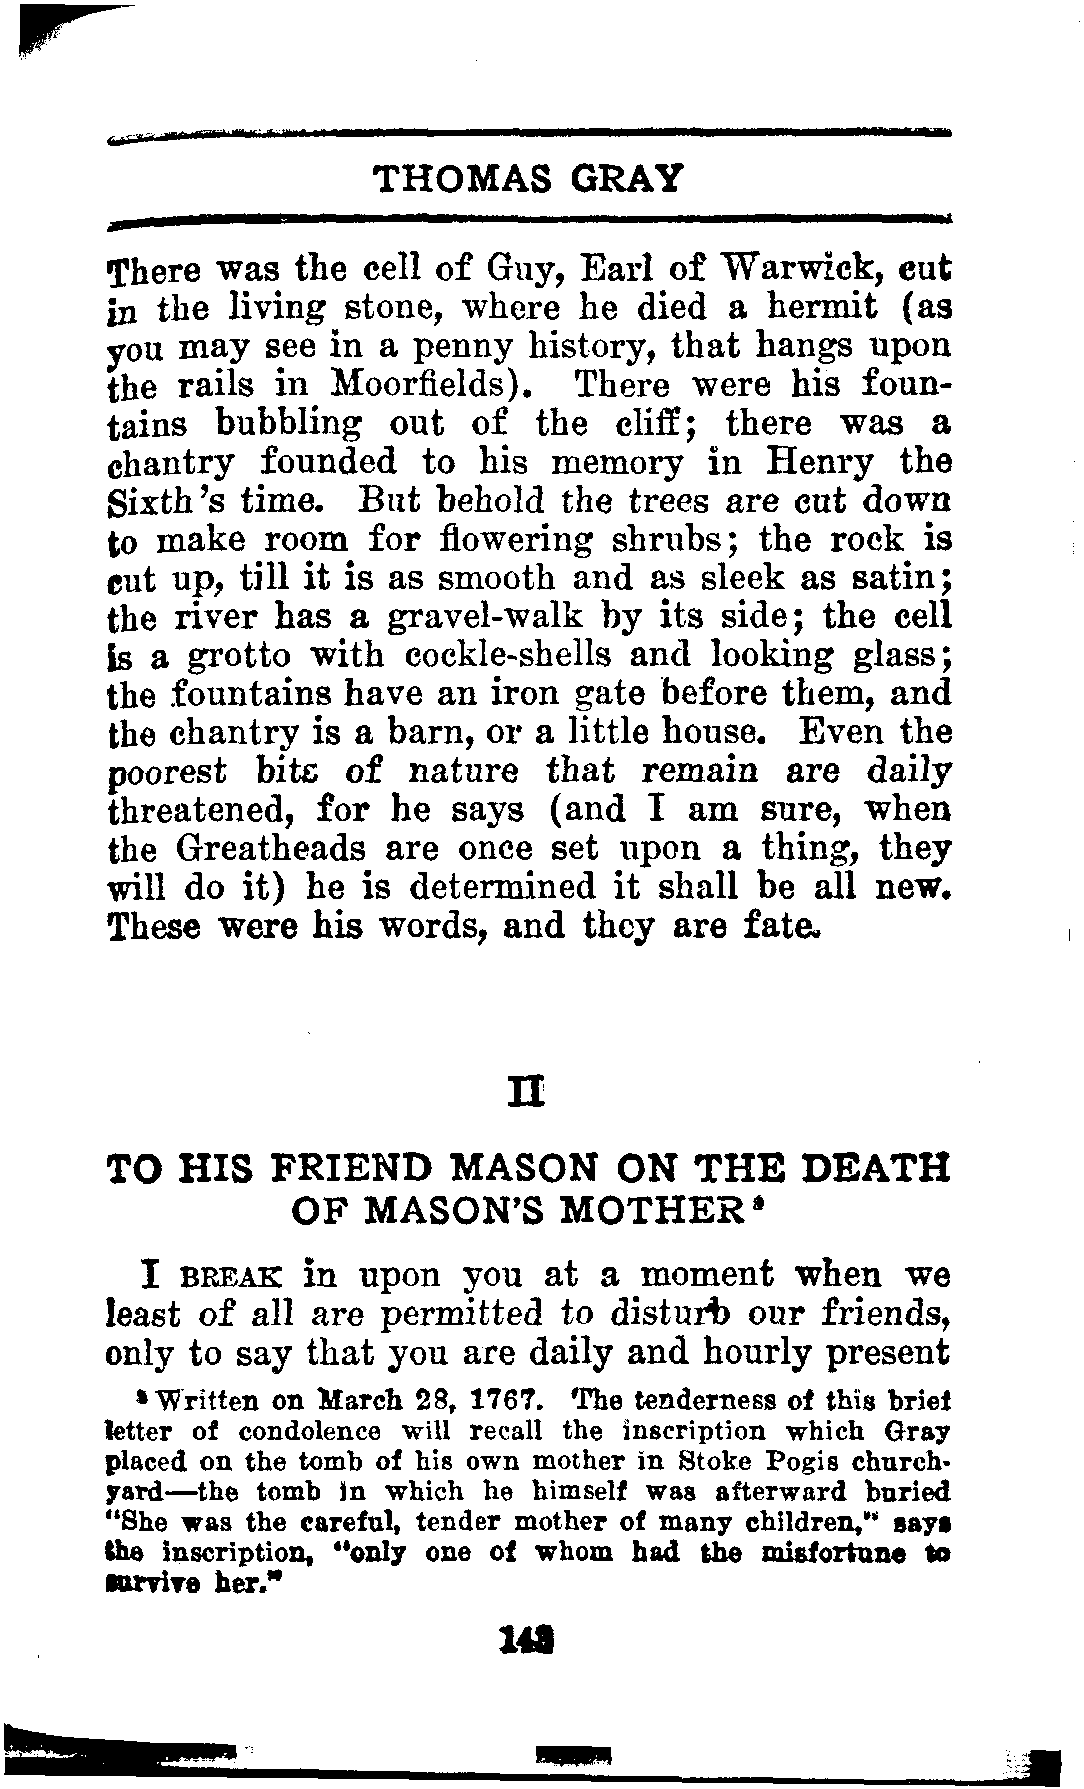 THOMAS GRAY
There was the cell of Guy, Earl of Warwick, cut
in the living stone, where he died a hermit (as
you may see in a penny history, that hangs upon
the rails in Moorfields). There were his foun-
tains bubbling out of the cliff; there was a
chantry founded to his memory in Henry the
Sixth's time. But behold the trees are cut down
to make room for flowering shrubs; the rock is
cut up, till it is as smooth and as sleek as satin;
the river has a gravel-walk by its side; the cell
is a grotto with cockle-shells and looking glass;
the fountains have an iron gate before them, and
the chantry is a barn, or a little house. Even the
poorest bits of nature that remain are daily
threatened, for he says (and I am sure, when
the Greatheads are once set upon a thing, they
will do it) he is determined it shall be all new.
These were his words, and they are fate.
II
TO HIS FRIEND MASON ON THE DEATH
OF MASON'S MOTHER
I BREAK in upon you at a moment when we
least of all are permitted to disturb our friends,
only to say that you are daily and hourly present
Written on March 28, 1767. The tenderness of this brief
letter of condolence will recall the inscription which Gray
placed on the tomb of his own mother in Stoke Pogis church-
yard—the tomb in which he himself was afterward buried
"She was the careful, tender mother of many children," says
the inscription, "only one of whom had the misfortune to
survive her."